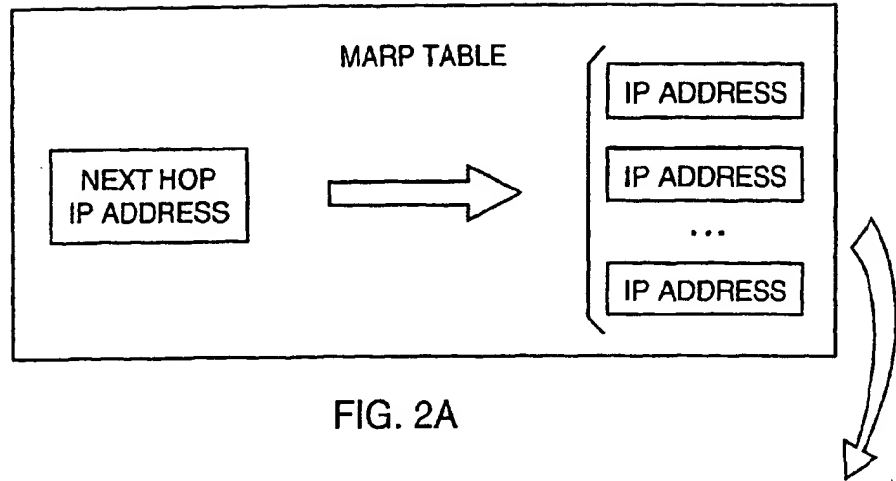 MARP TABLE
NEXT HOP
IP ADDRESS
IP ADDRESS
IP ADDRESS
...
IP ADDRESS
FIG. 2A